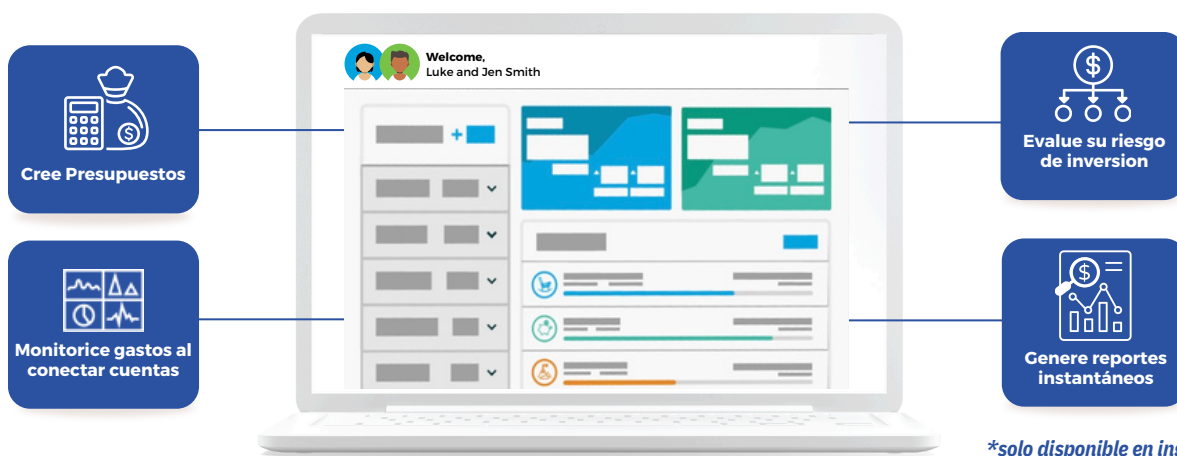 Welcome,
Luke and Jen Smith
Cree Presupuestos
Monitorice gastos al
conectar cuentas
Evalue su riesgo
de inversion
Genere reportes
instantáneos
*solo disponible en